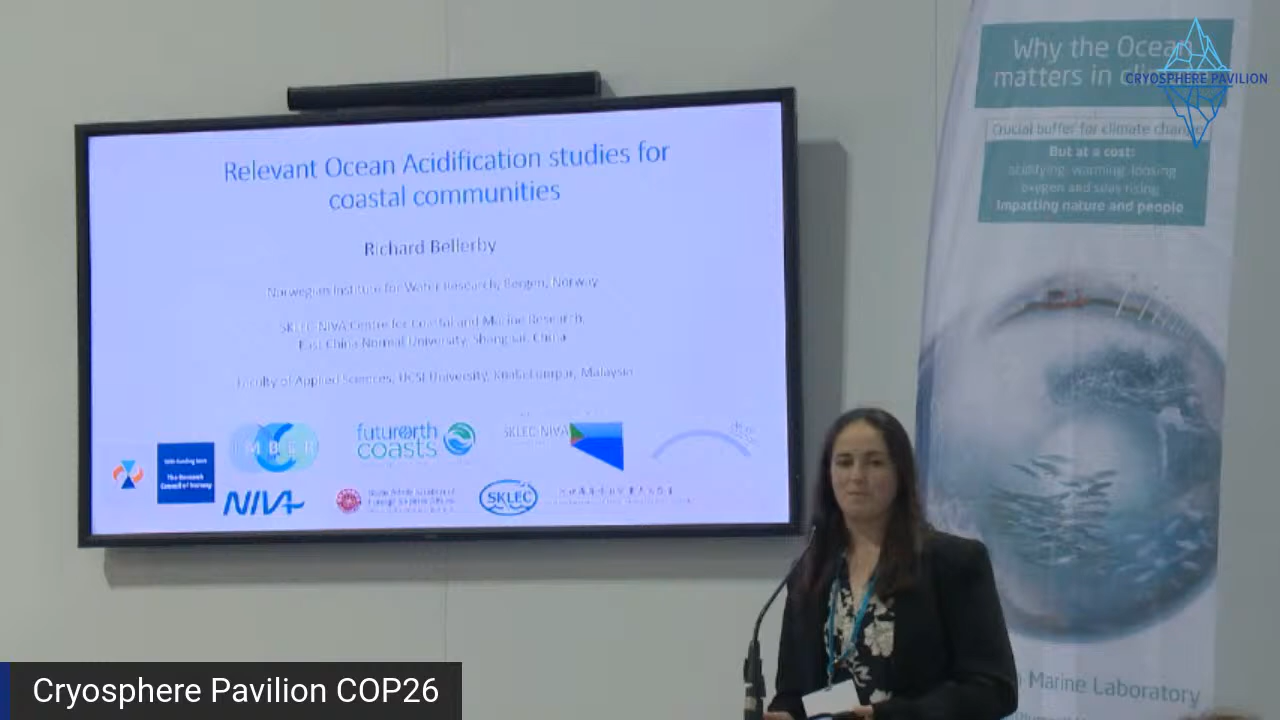 Relevant Ocean Acidification studies for
coastal communities
Richard Bellerby
Norwegian Institute for Water Research, Bergen, Norway
SKLEC-NIVA Centre for Coastal and Marine Research,
East China Normal University, Shanghai, China
Faculty of Applied Sciences, UCSI University, Kuala Lumpur, Malaysia
With funding from
The Research
Council of Norway
IMBER
futurearth
coasts
SKLEC-NIVA
NIVA
SKLEC
Why the Ocean
matters in
CRYOSPHERE PAVILION
Crucial buffer for climate change
But at a cost:
acidifying, warming, loosing
oxygen and sea rising
Impacting nature and people
Marine Laboratory
Cryosphere Pavilion COP26